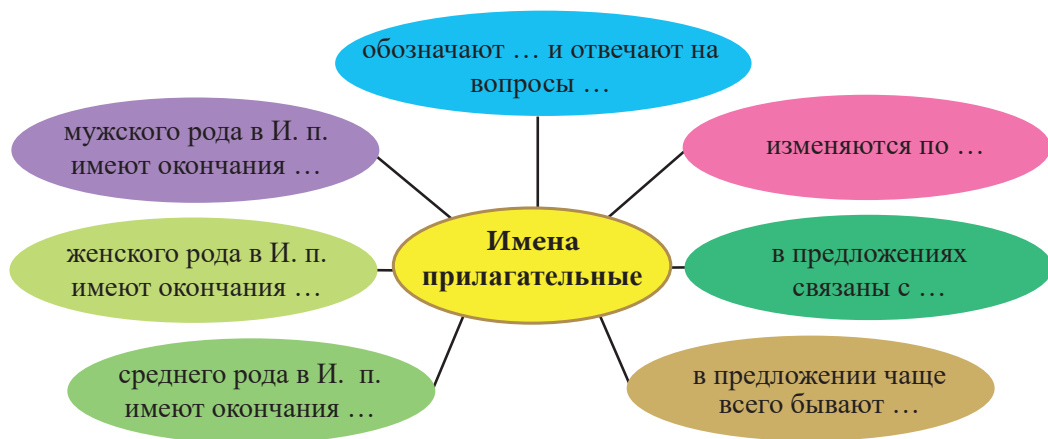 обозначают … и отвечают на
вопросы …
мужского рода в И. п.
имеют окончания …
изменяются по …
женского рода в И. п.
имеют окончания …
Имена
прилагательные
в предложениях
связаны с …
среднего рода в И. п.
имеют окончания …
в предложении чаще
всего бывают …